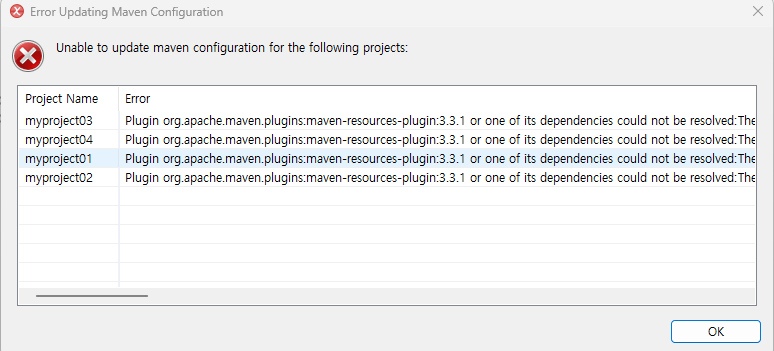 Error Updating Maven Configuration
Unable to update maven configuration for the following projects:
Project Name Error
myproject03 Plugin org.apache.maven.plugins:maven-resources-plugin:3.3.1 or one of its dependencies could not be resolved:The
myproject04 Plugin org.apache.maven.plugins:maven-resources-plugin:3.3.1 or one of its dependencies could not be resolved:The
myproject01 Plugin org.apache.maven.plugins:maven-resources-plugin:3.3.1 or one of its dependencies could not be resolved:The
myproject02 Plugin org.apache.maven.plugins:maven-resources-plugin:3.3.1 or one of its dependencies could not be resolved:The
OK